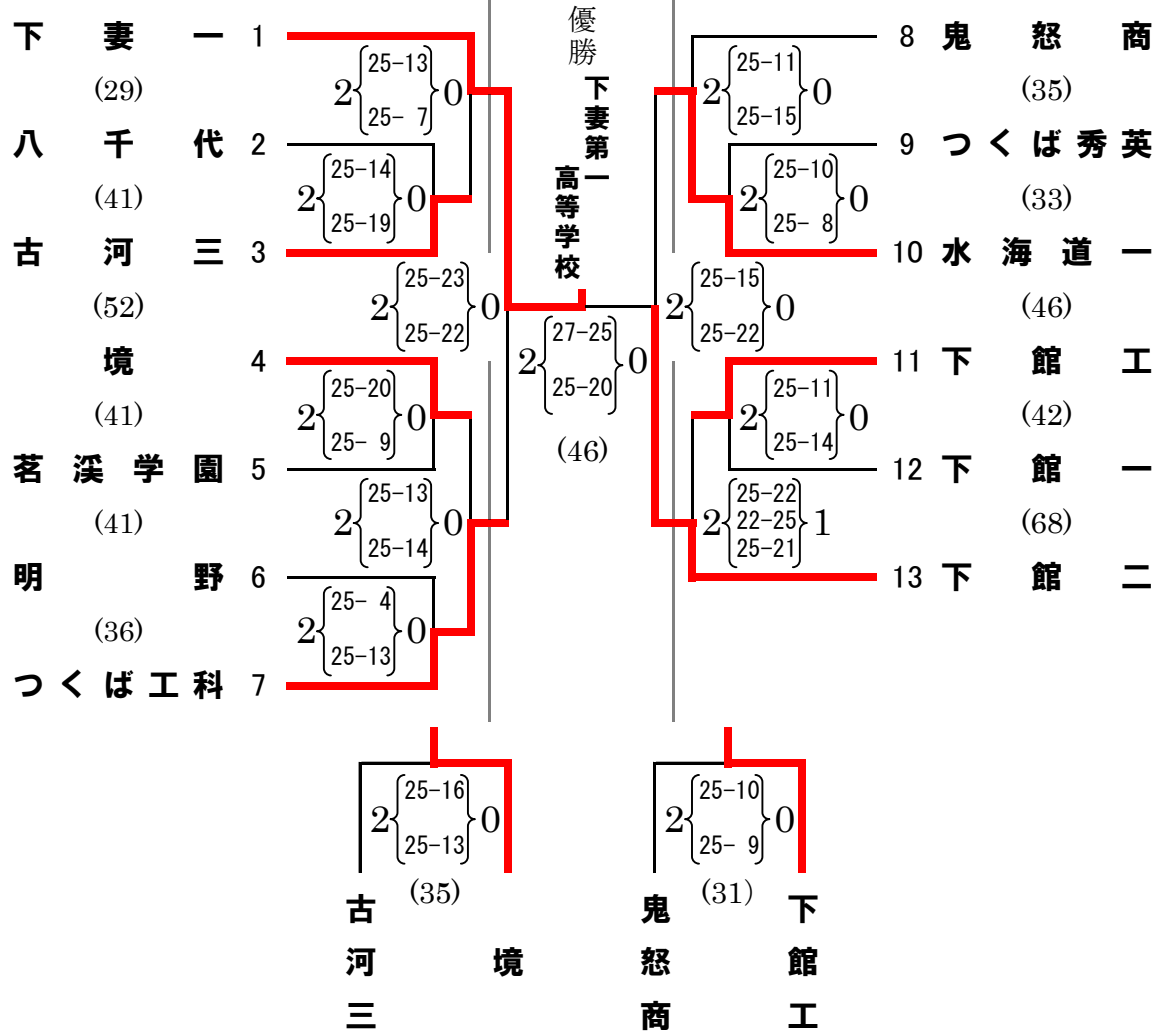 下妻一 1
(29)
八千代 2
(41)
古河三 3
(52)
境 4
(41)
茗渓学園 5
(41)
明野 6
(36)
つくば工科 7
2 25-13 25- 7 0
2 25-14 25-19 0
2 25-23 25-22 0
2 25-20 25- 9 0
2 25-13 25-14 0
2 25- 4 25-13 0
優勝
下妻第一
高等学校
2 27-25 25-20 0
(46)
2 25-11 25-15 0
2 25-10 25- 8 0
2 25-15 25-22 0
2 25-11 25-14 0
2 25-22 22-25 25-21 1
8 鬼怒商
(35)
9 つくば秀英
(33)
10 水海道一
(46)
11 下館工
(42)
12 下館一
(68)
13 下館二
2 25-16 25-13 0
(35)
古河三
境
2 25-10 25- 9 0
(31)
鬼怒商
下館工